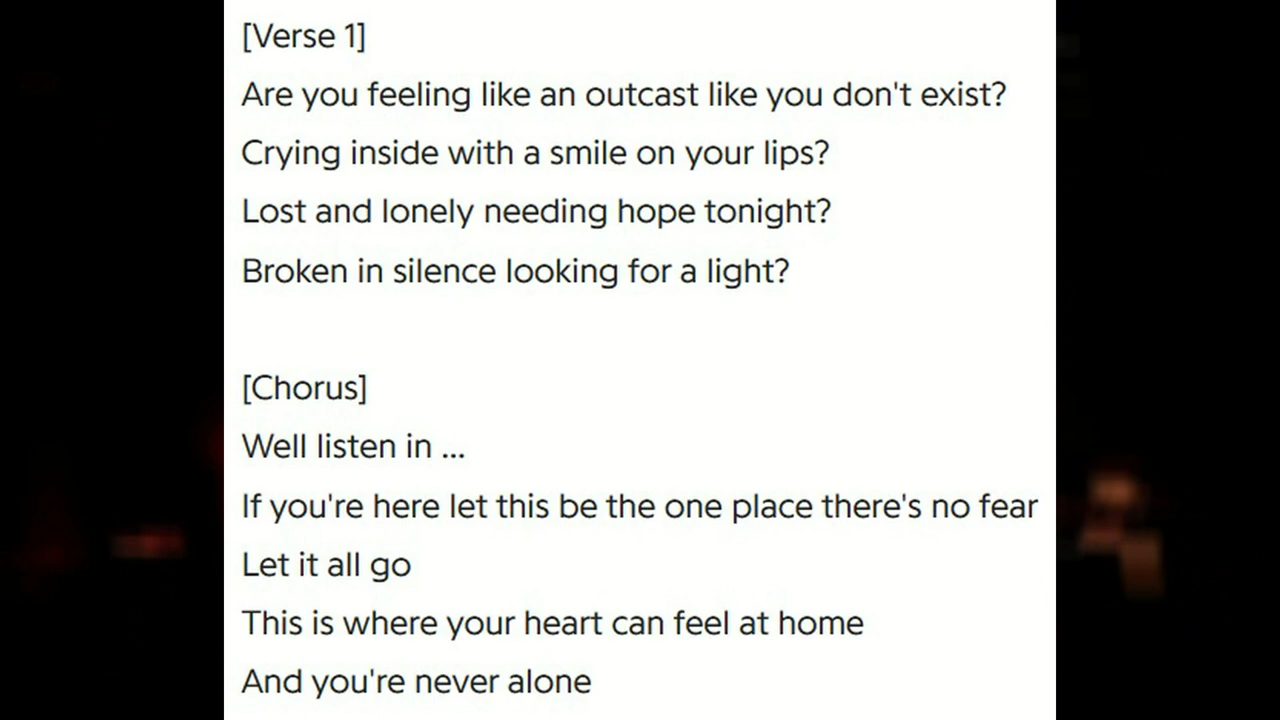 [Verse 1]
Are you feeling like an outcast like you don't exist?
Crying inside with a smile on your lips?
Lost and lonely needing hope tonight?
Broken in silence looking for a light?
[Chorus]
Well listen in ...
If you're here let this be the one place there's no fear
Let it all go
This is where your heart can feel at home
And you're never alone